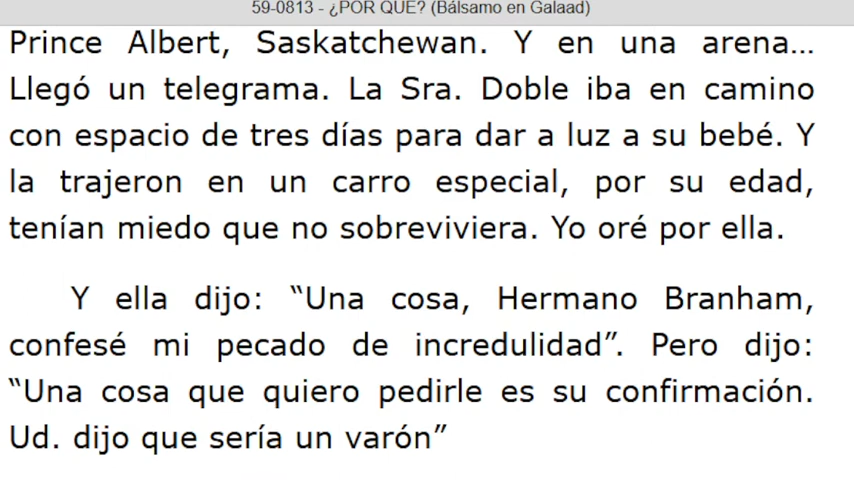 59-0813 - ¿POR QUE? (Bálsamo en Galaad)
Prince Albert, Saskatchewan. Y en una arena...
Llegó un telegrama. La Sra. Doble iba en camino
con espacio de tres días para dar a luz a su bebé. Y
la trajeron en un carro especial, por su edad,
tenían miedo que no sobreviviera. Yo oré por ella.
Y ella dijo: “Una cosa, Hermano Branham,
confesé mi pecado de incredulidad”. Pero dijo:
“Una cosa que quiero pedirle es su confirmación.
Ud. dijo que sería un varón”